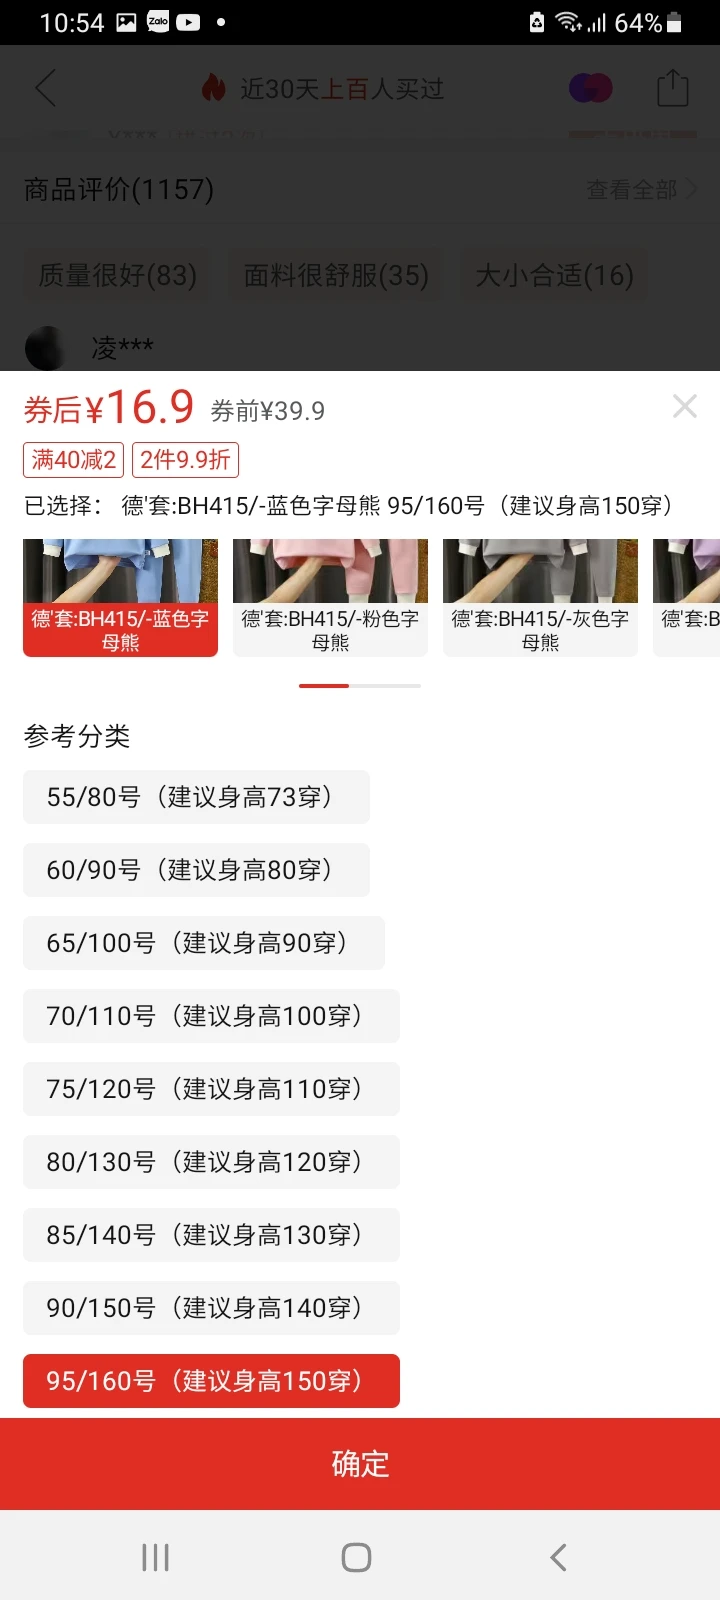 10:54 Zalo 64%
近30天上百人买过
商品评价(1157) 查看全部
质量很好(83) 面料很舒服(35) 大小合适(16)
凌***
券后¥16.9 券前¥39.9
满40减2 2件9.9折
已选择： 德'套:BH415/-蓝色字母熊 95/160号（建议身高150穿）
德'套:BH415/-蓝色字母熊
德'套:BH415/-粉色字母熊
德'套:BH415/-灰色字母熊
德'套:B
参考分类
55/80号（建议身高73穿）
60/90号（建议身高80穿）
65/100号（建议身高90穿）
70/110号（建议身高100穿）
75/120号（建议身高110穿）
80/130号（建议身高120穿）
85/140号（建议身高130穿）
90/150号（建议身高140穿）
95/160号（建议身高150穿）
确定